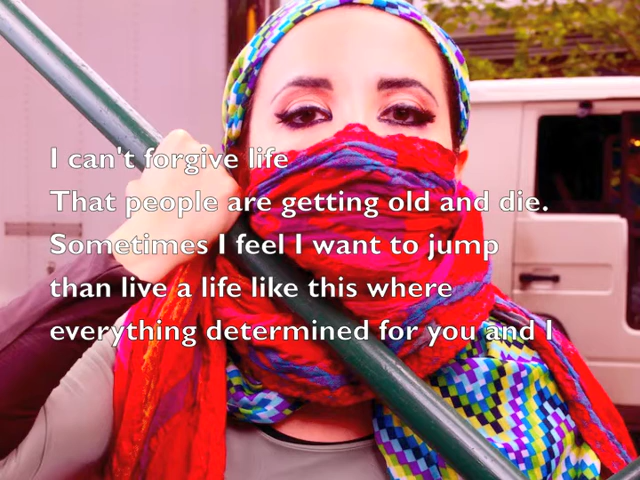 I can't forgive life
That people are getting old and die.
Sometimes I feel I want to jump
than live a life like this where
everything determined for you and I